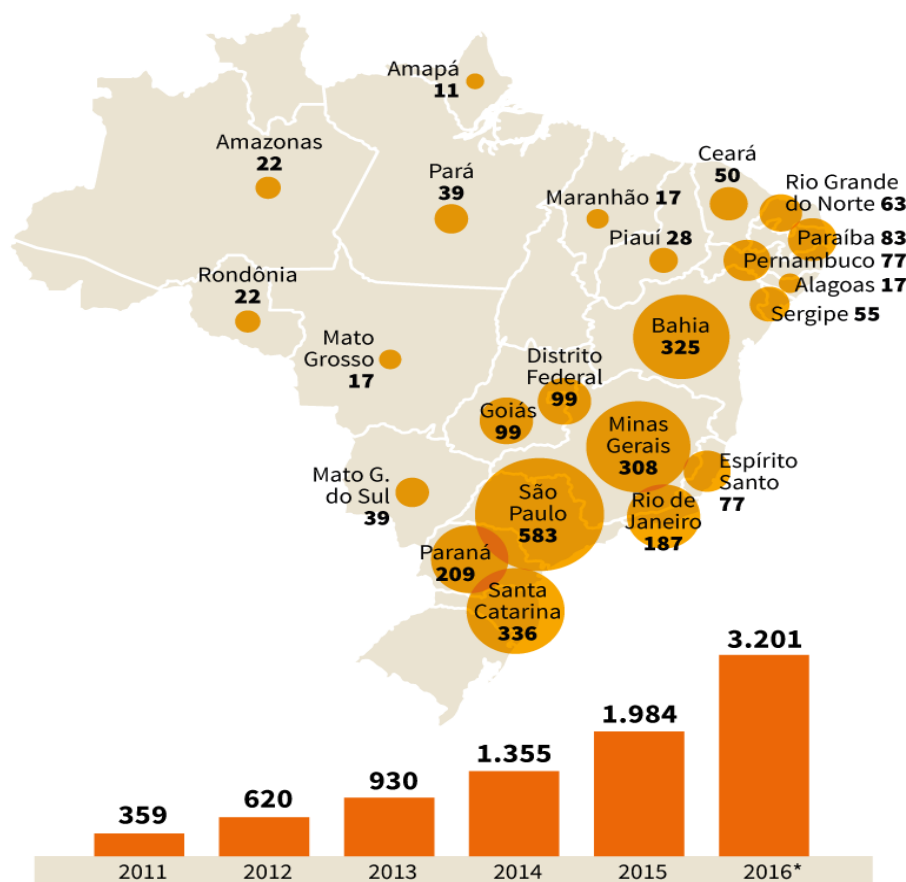 Amapá
11
Amazonas
22
Pará
39
Ceará
50
Maranhão 17
Rio Grande
do Norte 63
Piauí 28
Paraíba 83
Pernambuco 77
Alagoas 17
Sergipe 55
Rondônia
22
Bahia
325
Mato
Grosso
17
Distrito
Federal
99
Goiás
99
Minas
Gerais
308
Espírito
Santo
77
Mato G.
do Sul
39
São
Paulo
583
Rio de
Janeiro
187
Paraná
209
Santa
Catarina
336
359
620
930
1.355
1.984
3.201
2011
2012
2013
2014
2015
2016*